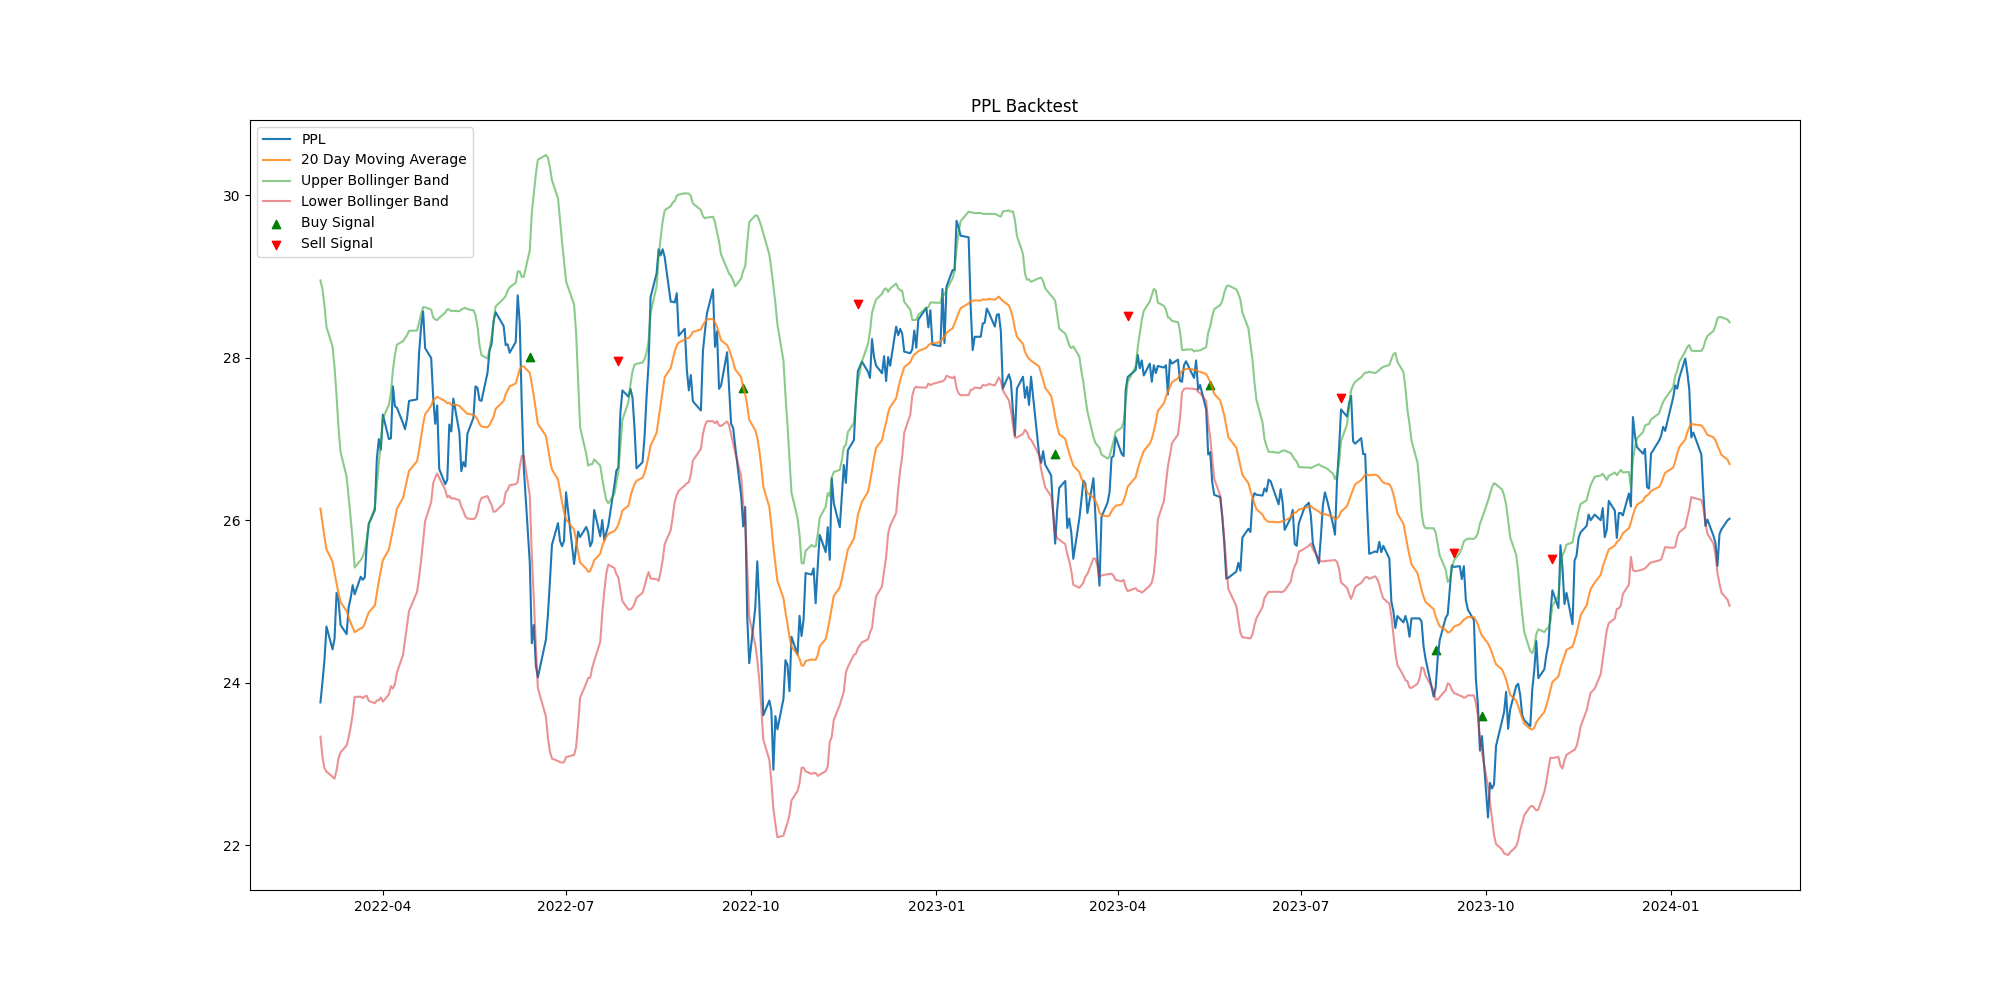 PPL Backtest
PPL
20 Day Moving Average
Upper Bollinger Band
Lower Bollinger Band
Buy Signal
Sell Signal
30
28
26
24
22
2022-04 2022-07 2022-10 2023-01 2023-04 2023-07 2023-10 2024-01